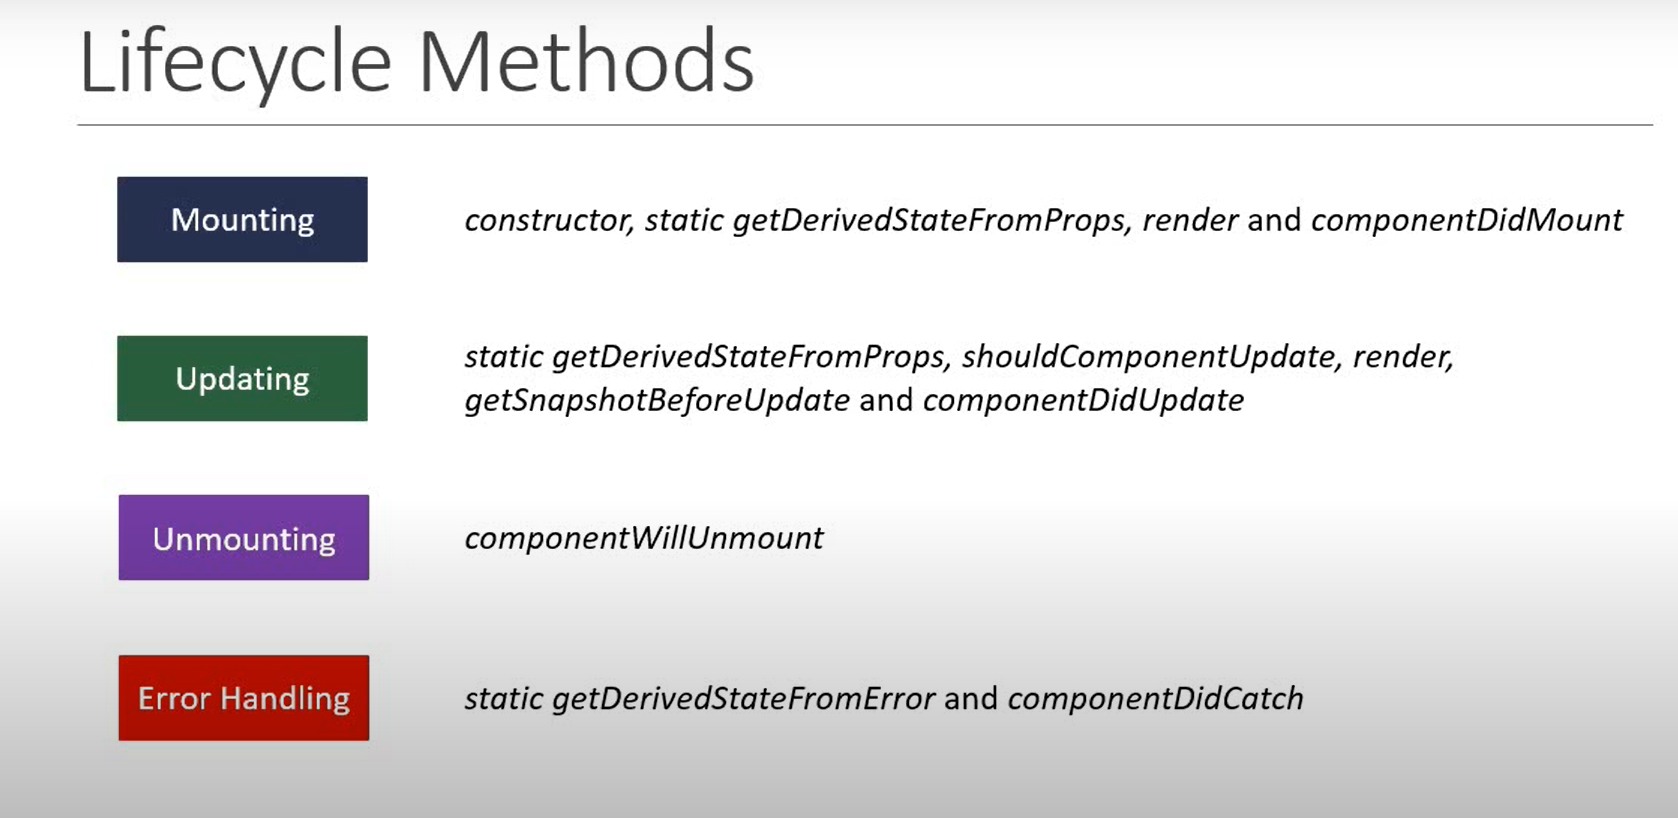 Lifecycle Methods
Mounting
constructor, static getDerivedStateFromProps, render and componentDidMount
Updating
static getDerivedStateFromProps, shouldComponentUpdate, render,
getSnapshotBeforeUpdate and componentDidUpdate
Unmounting
componentWillUnmount
Error Handling
static getDerivedStateFromError and componentDidCatch